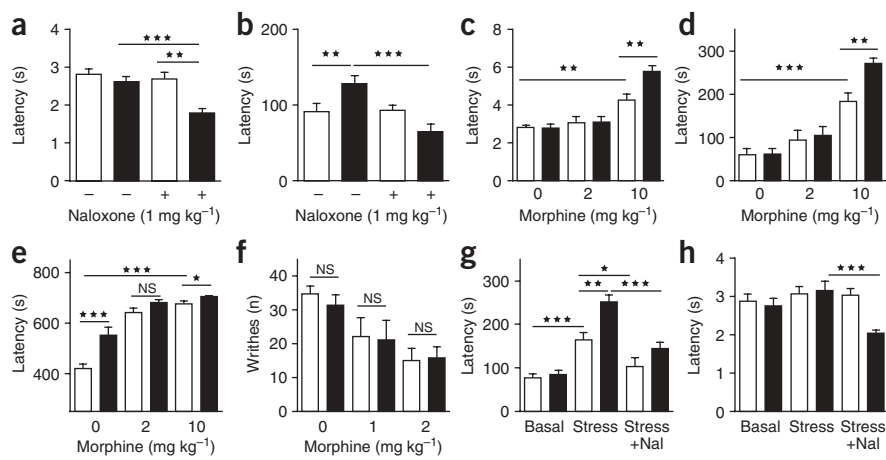 a
★★★
★★
4
3
2
1
0
Latency (s)
– – + +
Naloxone (1 mg kg⁻¹)
b
★★ ★★★
200
100
0
Latency (s)
– – + +
Naloxone (1 mg kg⁻¹)
c
★★
★★
8
6
4
2
0
Latency (s)
0 2 10
Morphine (mg kg⁻¹)
d
★★
★★★
300
200
100
0
Latency (s)
0 2 10
Morphine (mg kg⁻¹)
e
★★★
★★★ NS ★
800
600
400
Latency (s)
0 2 10
Morphine (mg kg⁻¹)
f
NS
NS
NS
40
30
20
10
0
Writhes (n)
0 1 2
Morphine (mg kg⁻¹)
g
★
★★ ★★★
★★★
300
200
100
0
Latency (s)
Basal Stress Stress
+Nal
h
★★★
4
3
2
1
0
Latency (s)
Basal Stress Stress
+Nal